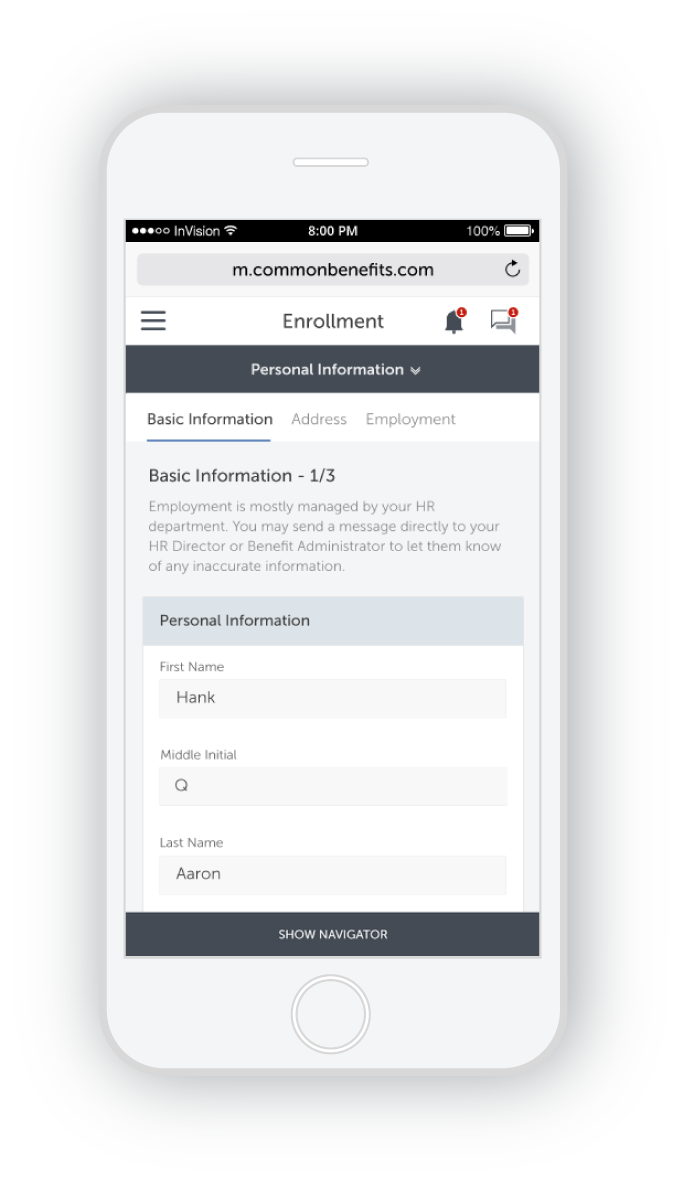 InVision 8:00 PM 100%
m.commonbenefits.com
Enrollment 1 1
Personal Information
Basic Information Address Employment
Basic Information - 1/3
Employment is mostly managed by your HR
department. You may send a message directly to your
HR Director or Benefit Administrator to let them know
of any inaccurate information.
Personal Information
First Name
Hank
Middle Initial
Q
Last Name
Aaron
SHOW NAVIGATOR